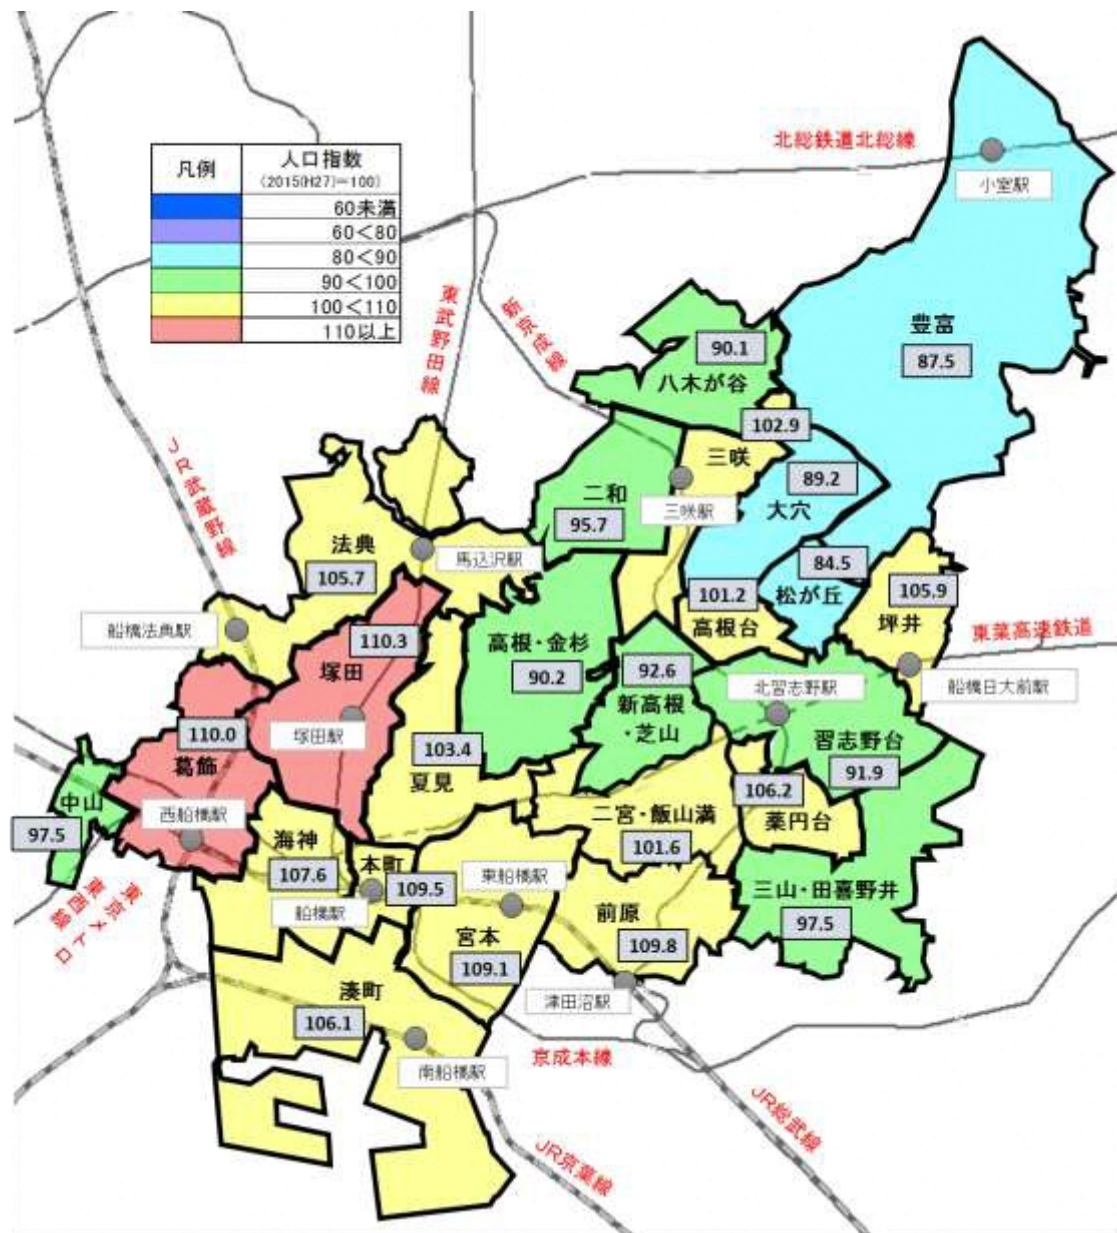 凡例
人口指数
(2015(H27)=100)
60未満
60<80
80<90
90<100
100<110
110以上
北総鉄道北総線
小室駅
東武野田線
新京成線
JR武蔵野線
豊富
87.5
90.1
八木が谷
102.9
三咲
三咲駅
89.2
大穴
二和
95.7
法典
105.7
馬込沢駅
84.5
松が丘
105.9
坪井
101.2
高根台
東葉高速鉄道
船橋日大前駅
船橋法典駅
110.3
塚田
塚田駅
高根・金杉
90.2
92.6
新高根
・芝山
北習志野駅
習志野台
91.9
110.0
葛飾
西船橋駅
103.4
夏見
中山
97.5
東京メトロ
東西線
海神
107.6
本町
109.5
船橋駅
東船橋駅
二宮・飯山満
101.6
106.2
薬円台
三山・田喜野井
97.5
前原
109.8
宮本
109.1
津田沼駅
湊町
106.1
南船橋駅
京成本線
JR総武線
JR京葉線